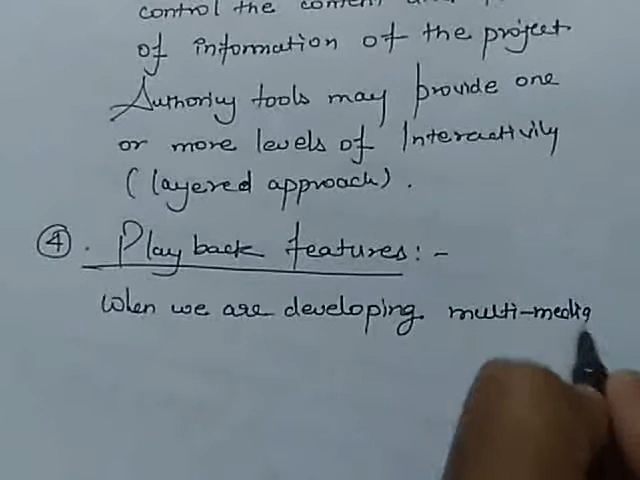 control the content
of information of the project
Authoring tools may provide one
or more levels of Interactivity
(layered approach).
④. Play back features:-
When we are developing multi-media